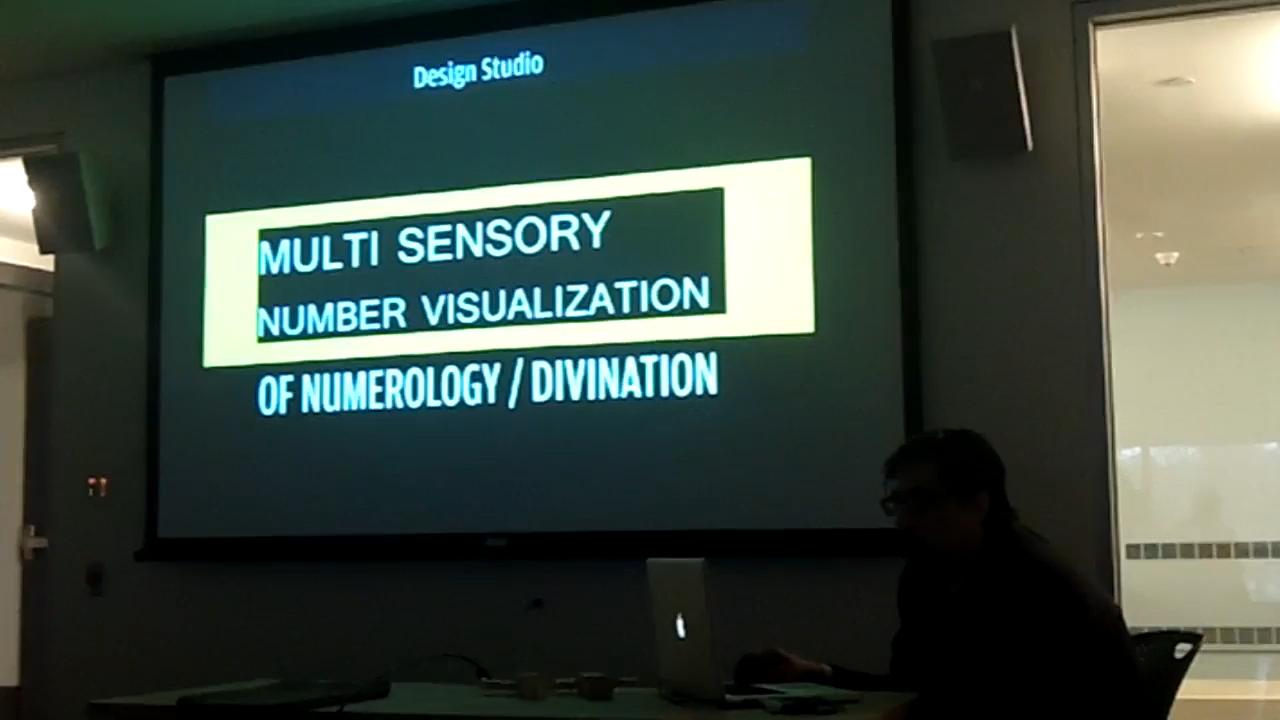 Design Studio
MULTI SENSORY
NUMBER VISUALIZATION
OF NUMEROLOGY / DIVINATION